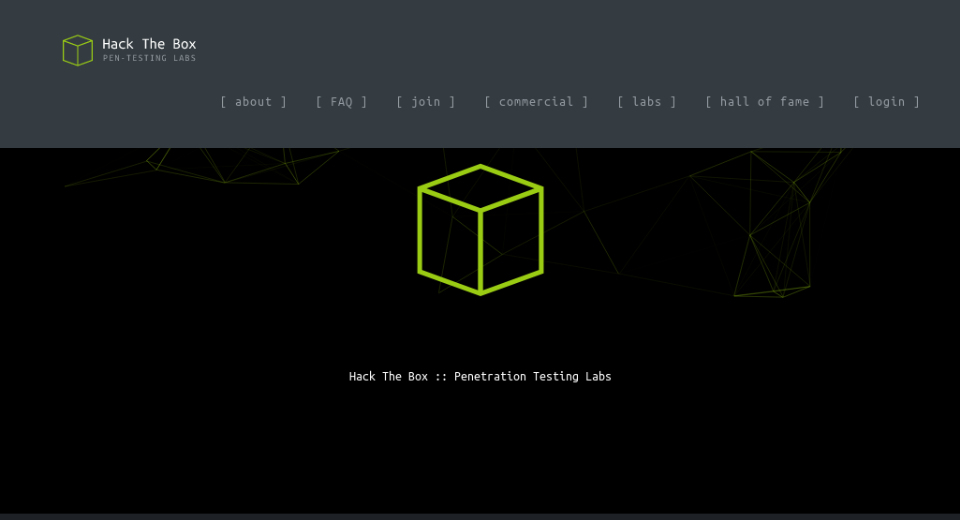 Hack The Box
PEN-TESTING LABS
[ about ] [ FAQ ] [ join ] [ commercial ] [ labs ] [ hall of fame ] [ login ]
Hack The Box :: Penetration Testing Labs